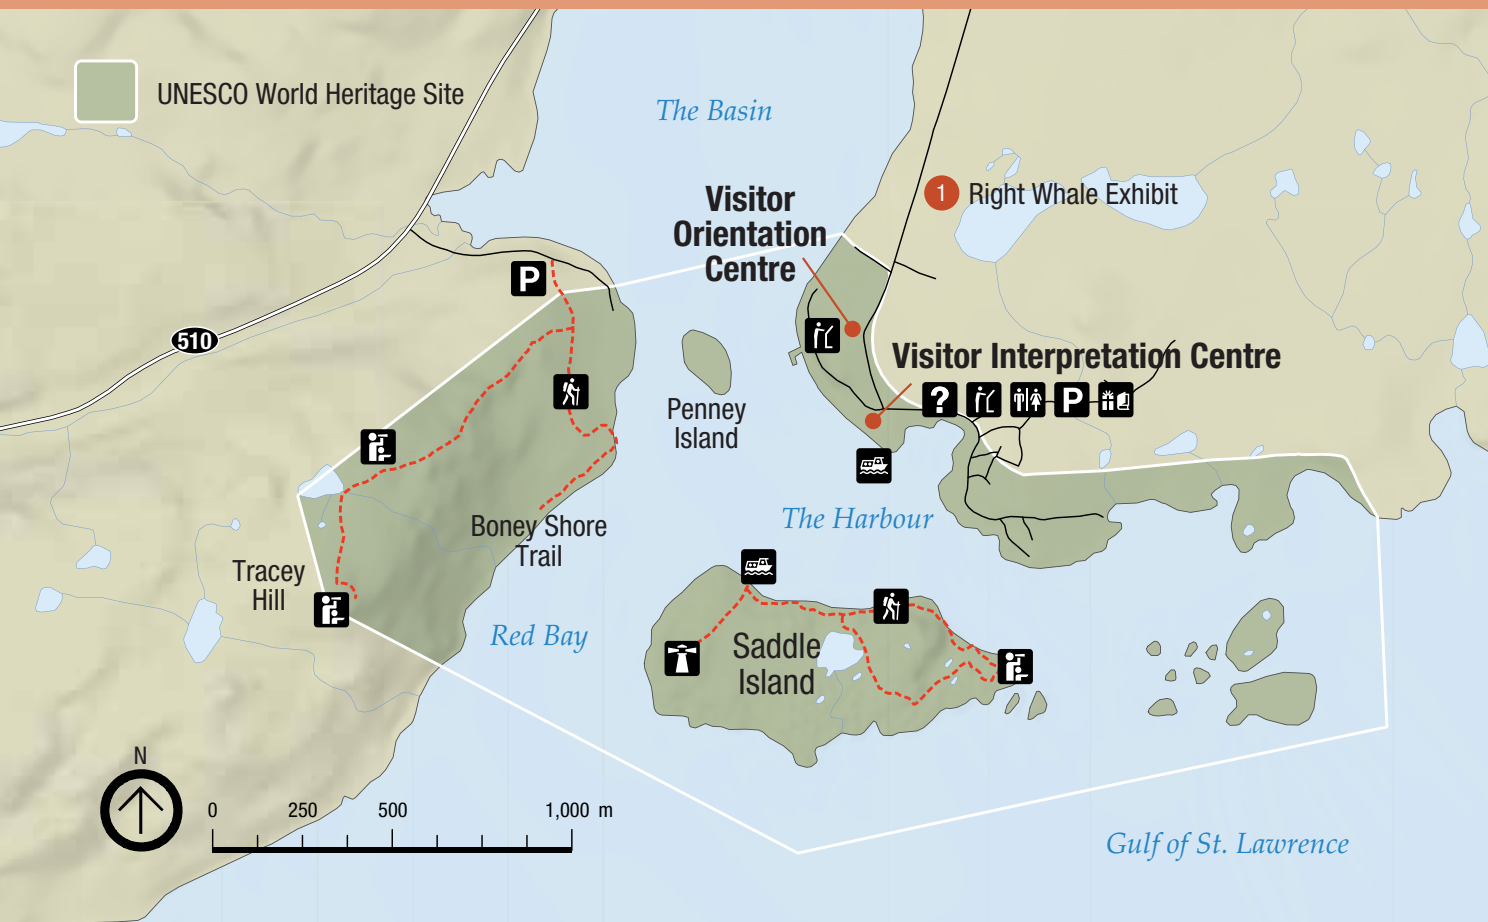 UNESCO World Heritage Site
The Basin
Visitor
Orientation
Centre
1 Right Whale Exhibit
P
510
Visitor Interpretation Centre
? P
Penney
Island
The Harbour
Boney Shore
Trail
Tracey
Hill
Red Bay
Saddle
Island
N
0 250 500 1,000 m
Gulf of St. Lawrence